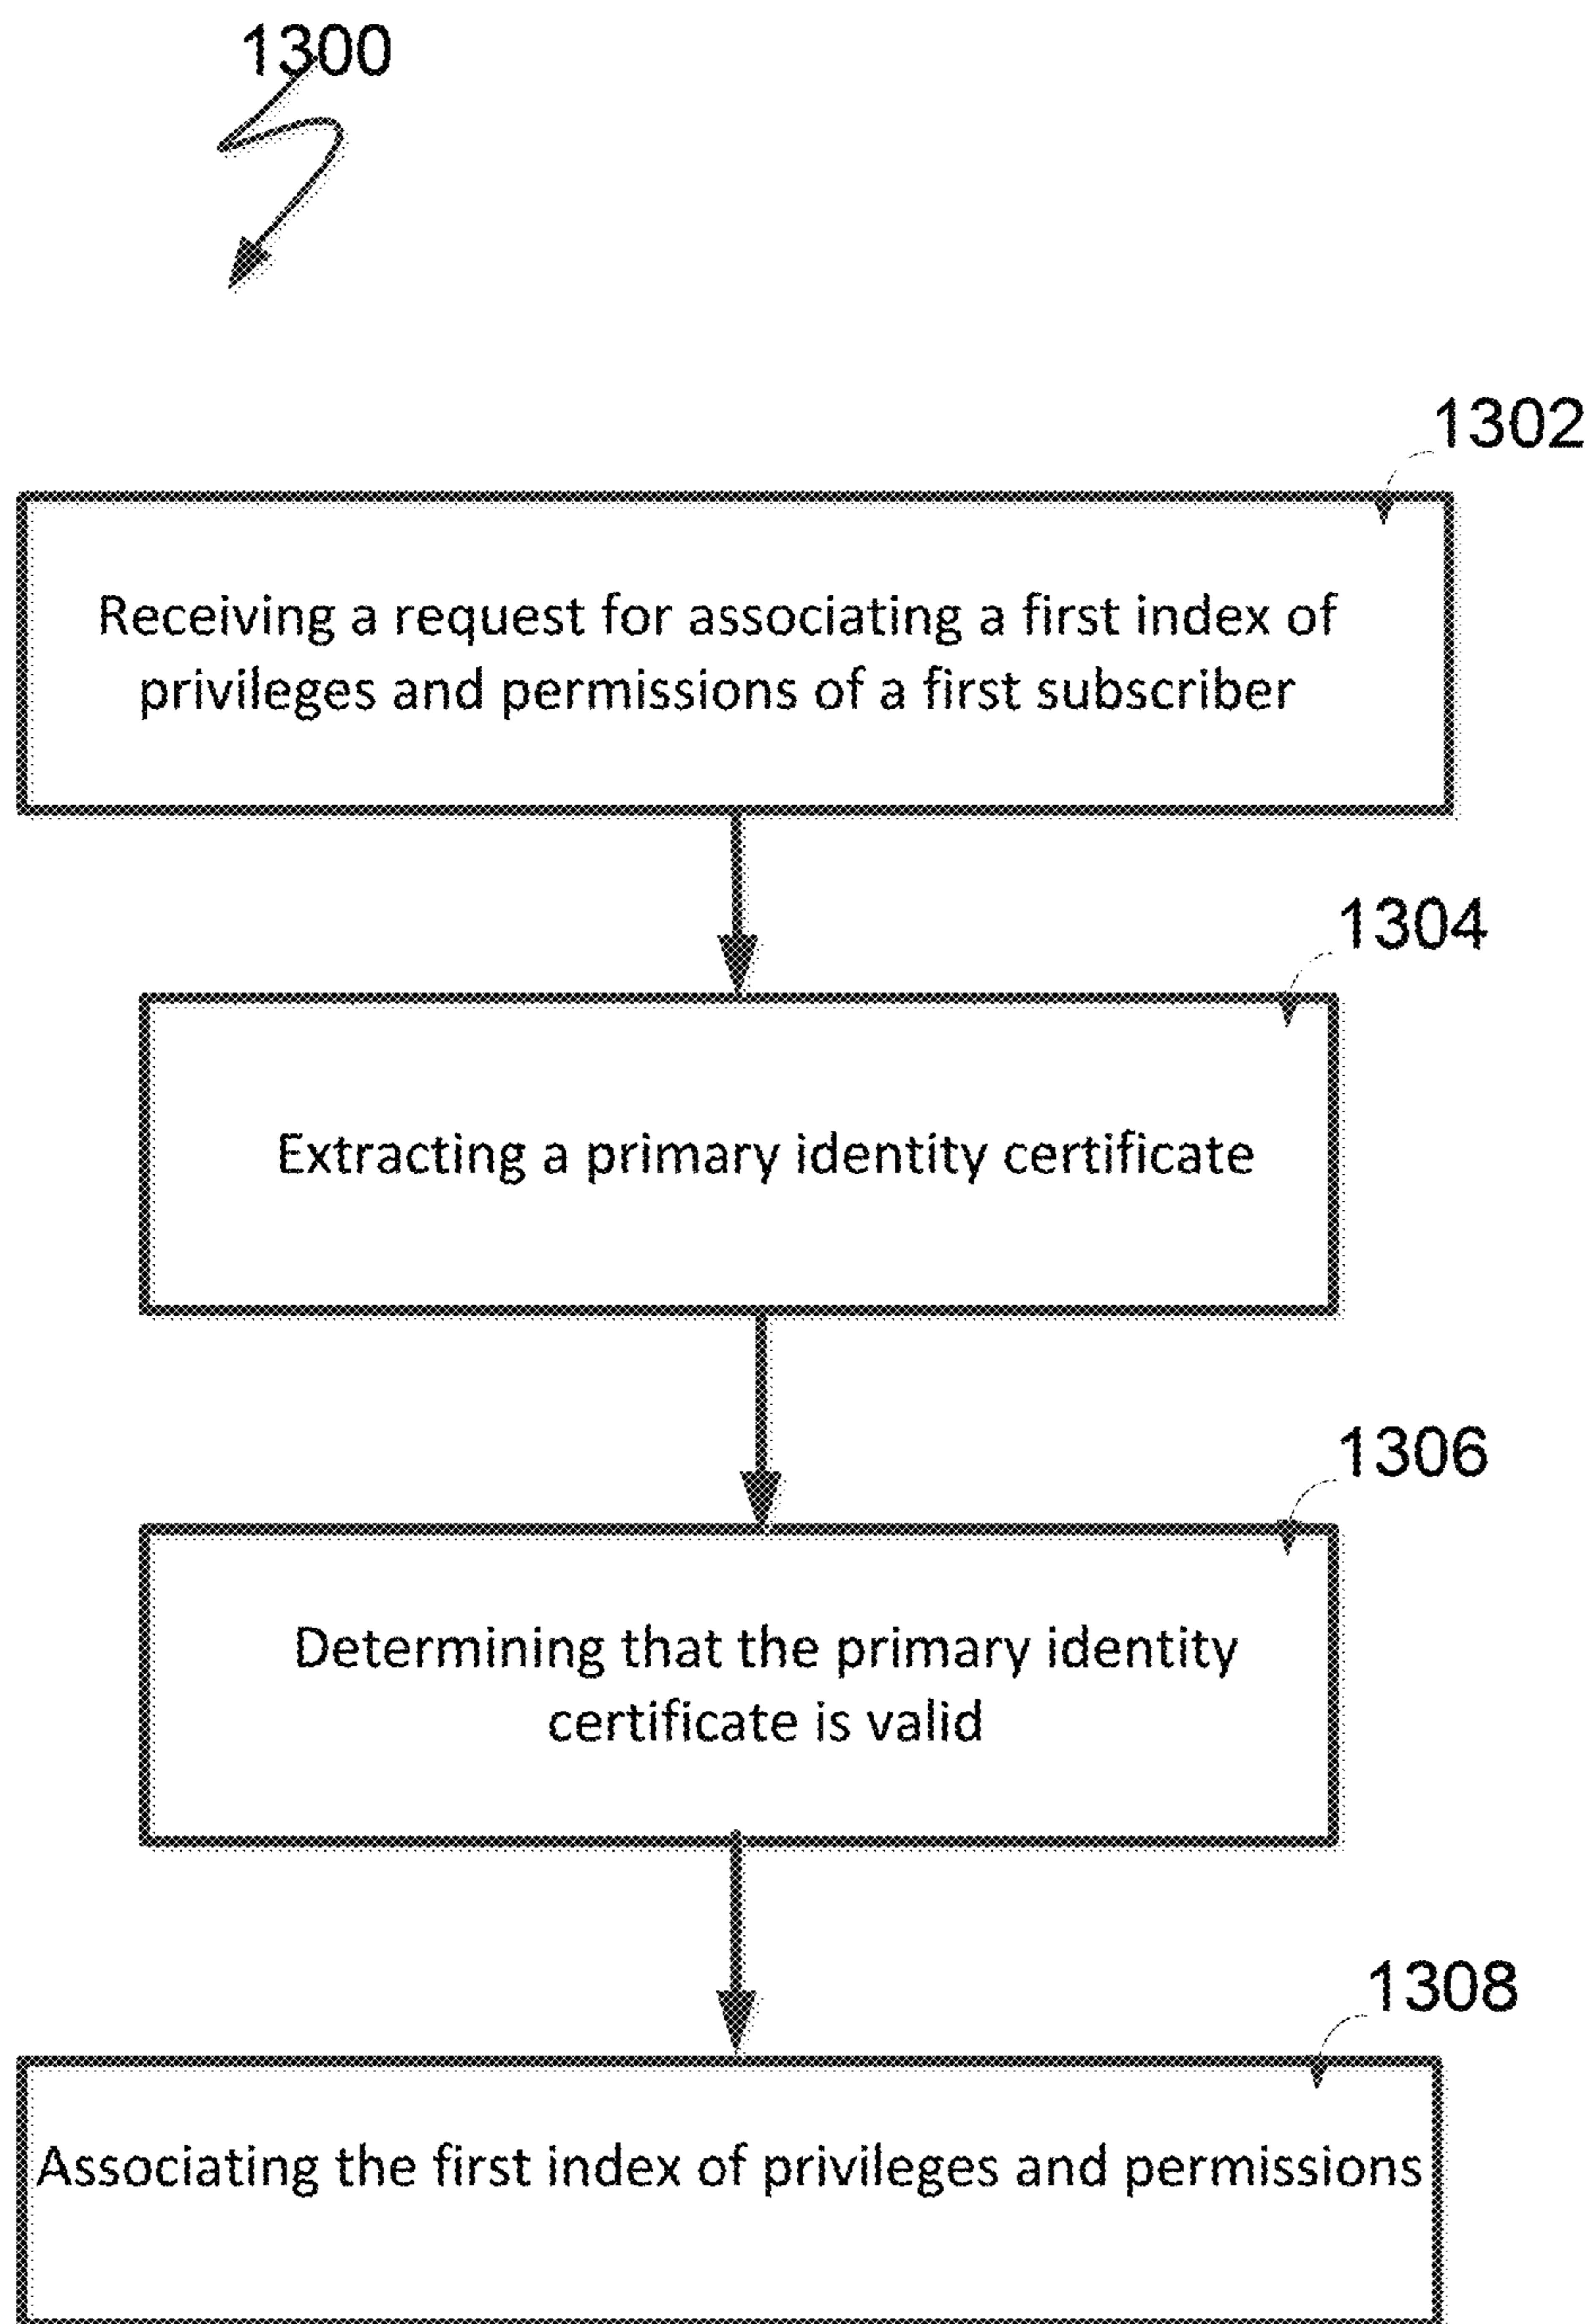 1300
1302
Receiving a request for associating a first index of
privileges and permissions of a first subscriber
1304
Extracting a primary identity certificate
1306
Determining that the primary identity
certificate is valid
1308
Associating the first index of privileges and permissions